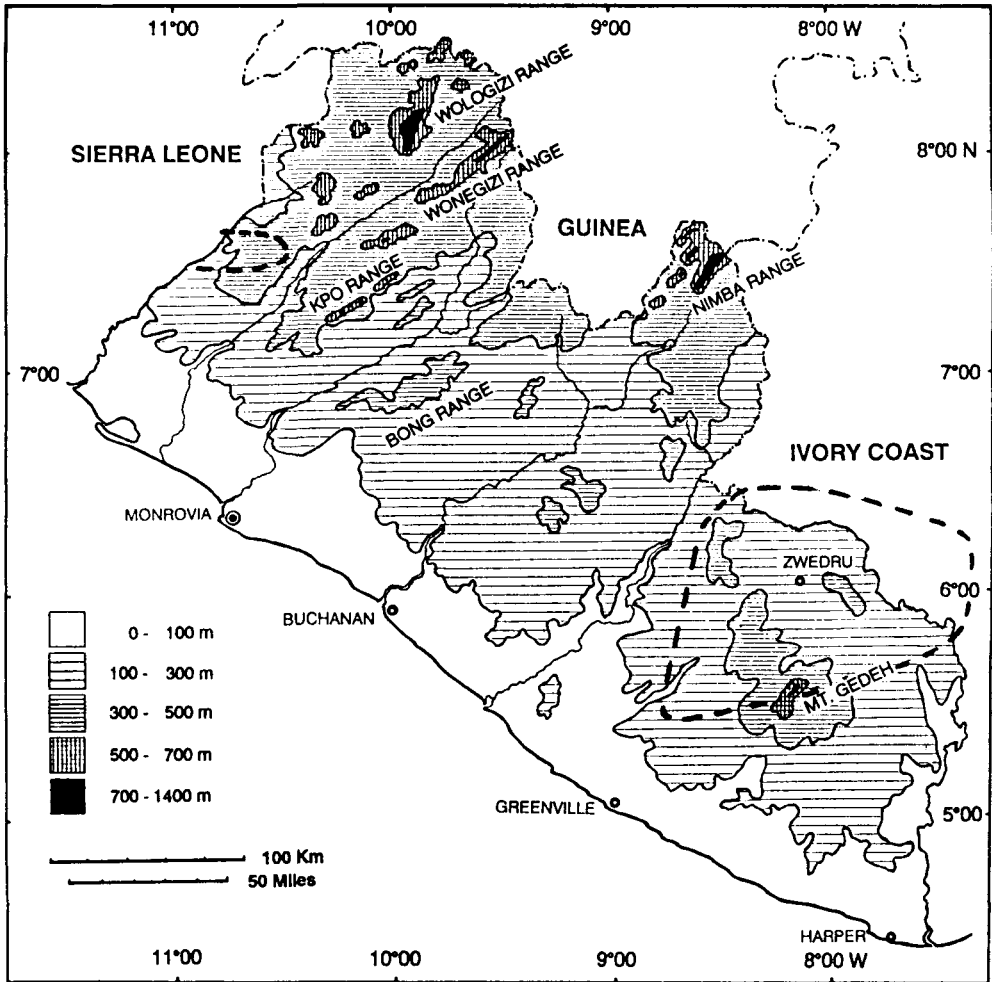 11°00' 10°00' 9°00' 8°00 W
WOLOGIZI RANGE
SIERRA LEONE
8°00 N
WONEGIZI RANGE
GUINEA
KPO RANGE
NIMBA RANGE
7°00 7°00
BONG RANGE
IVORY COAST
MONROVIA
ZWEDRU
6°00
BUCHANAN
0 - 100 m
100 - 300 m
MT. GEDEH
300 - 500 m
500 - 700 m
700 - 1400 m
GREENVILLE
5°00
100 Km
50 Miles
HARPER
11°00 10°00 9°00 8°00 W